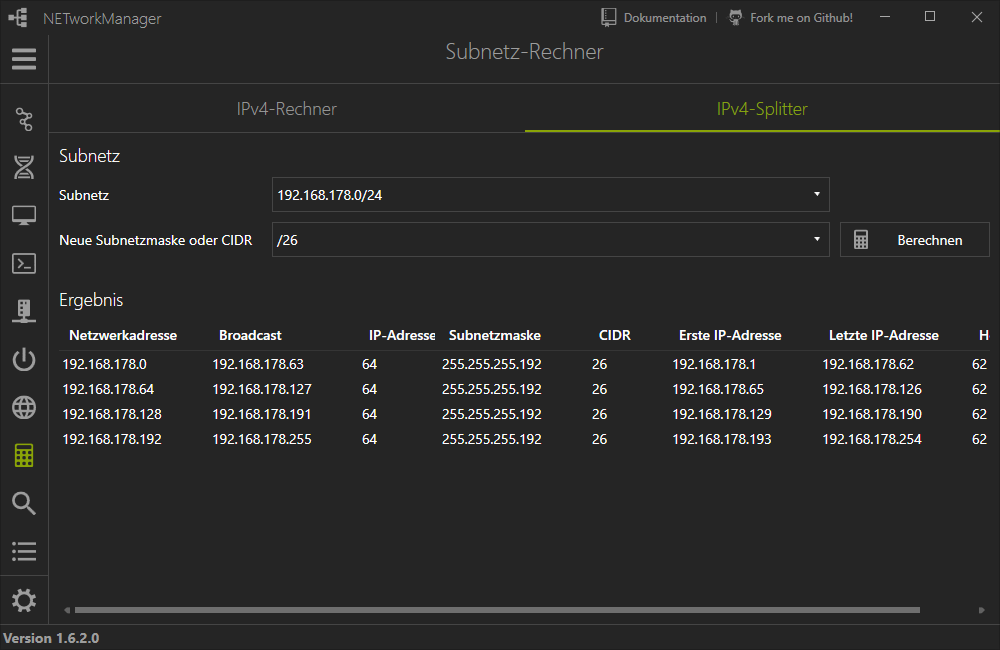 NETworkManager Dokumentation Fork me on Github!
Subnetz-Rechner
IPv4-Rechner IPv4-Splitter
Subnetz
Subnetz 192.168.178.0/24
Neue Subnetzmaske oder CIDR /26 Berechnen
Ergebnis
Netzwerkadresse Broadcast IP-Adresse Subnetzmaske CIDR Erste IP-Adresse Letzte IP-Adresse H
192.168.178.0 192.168.178.63 64 255.255.255.192 26 192.168.178.1 192.168.178.62 62
192.168.178.64 192.168.178.127 64 255.255.255.192 26 192.168.178.65 192.168.178.126 62
192.168.178.128 192.168.178.191 64 255.255.255.192 26 192.168.178.129 192.168.178.190 62
192.168.178.192 192.168.178.255 64 255.255.255.192 26 192.168.178.193 192.168.178.254 62
Version 1.6.2.0